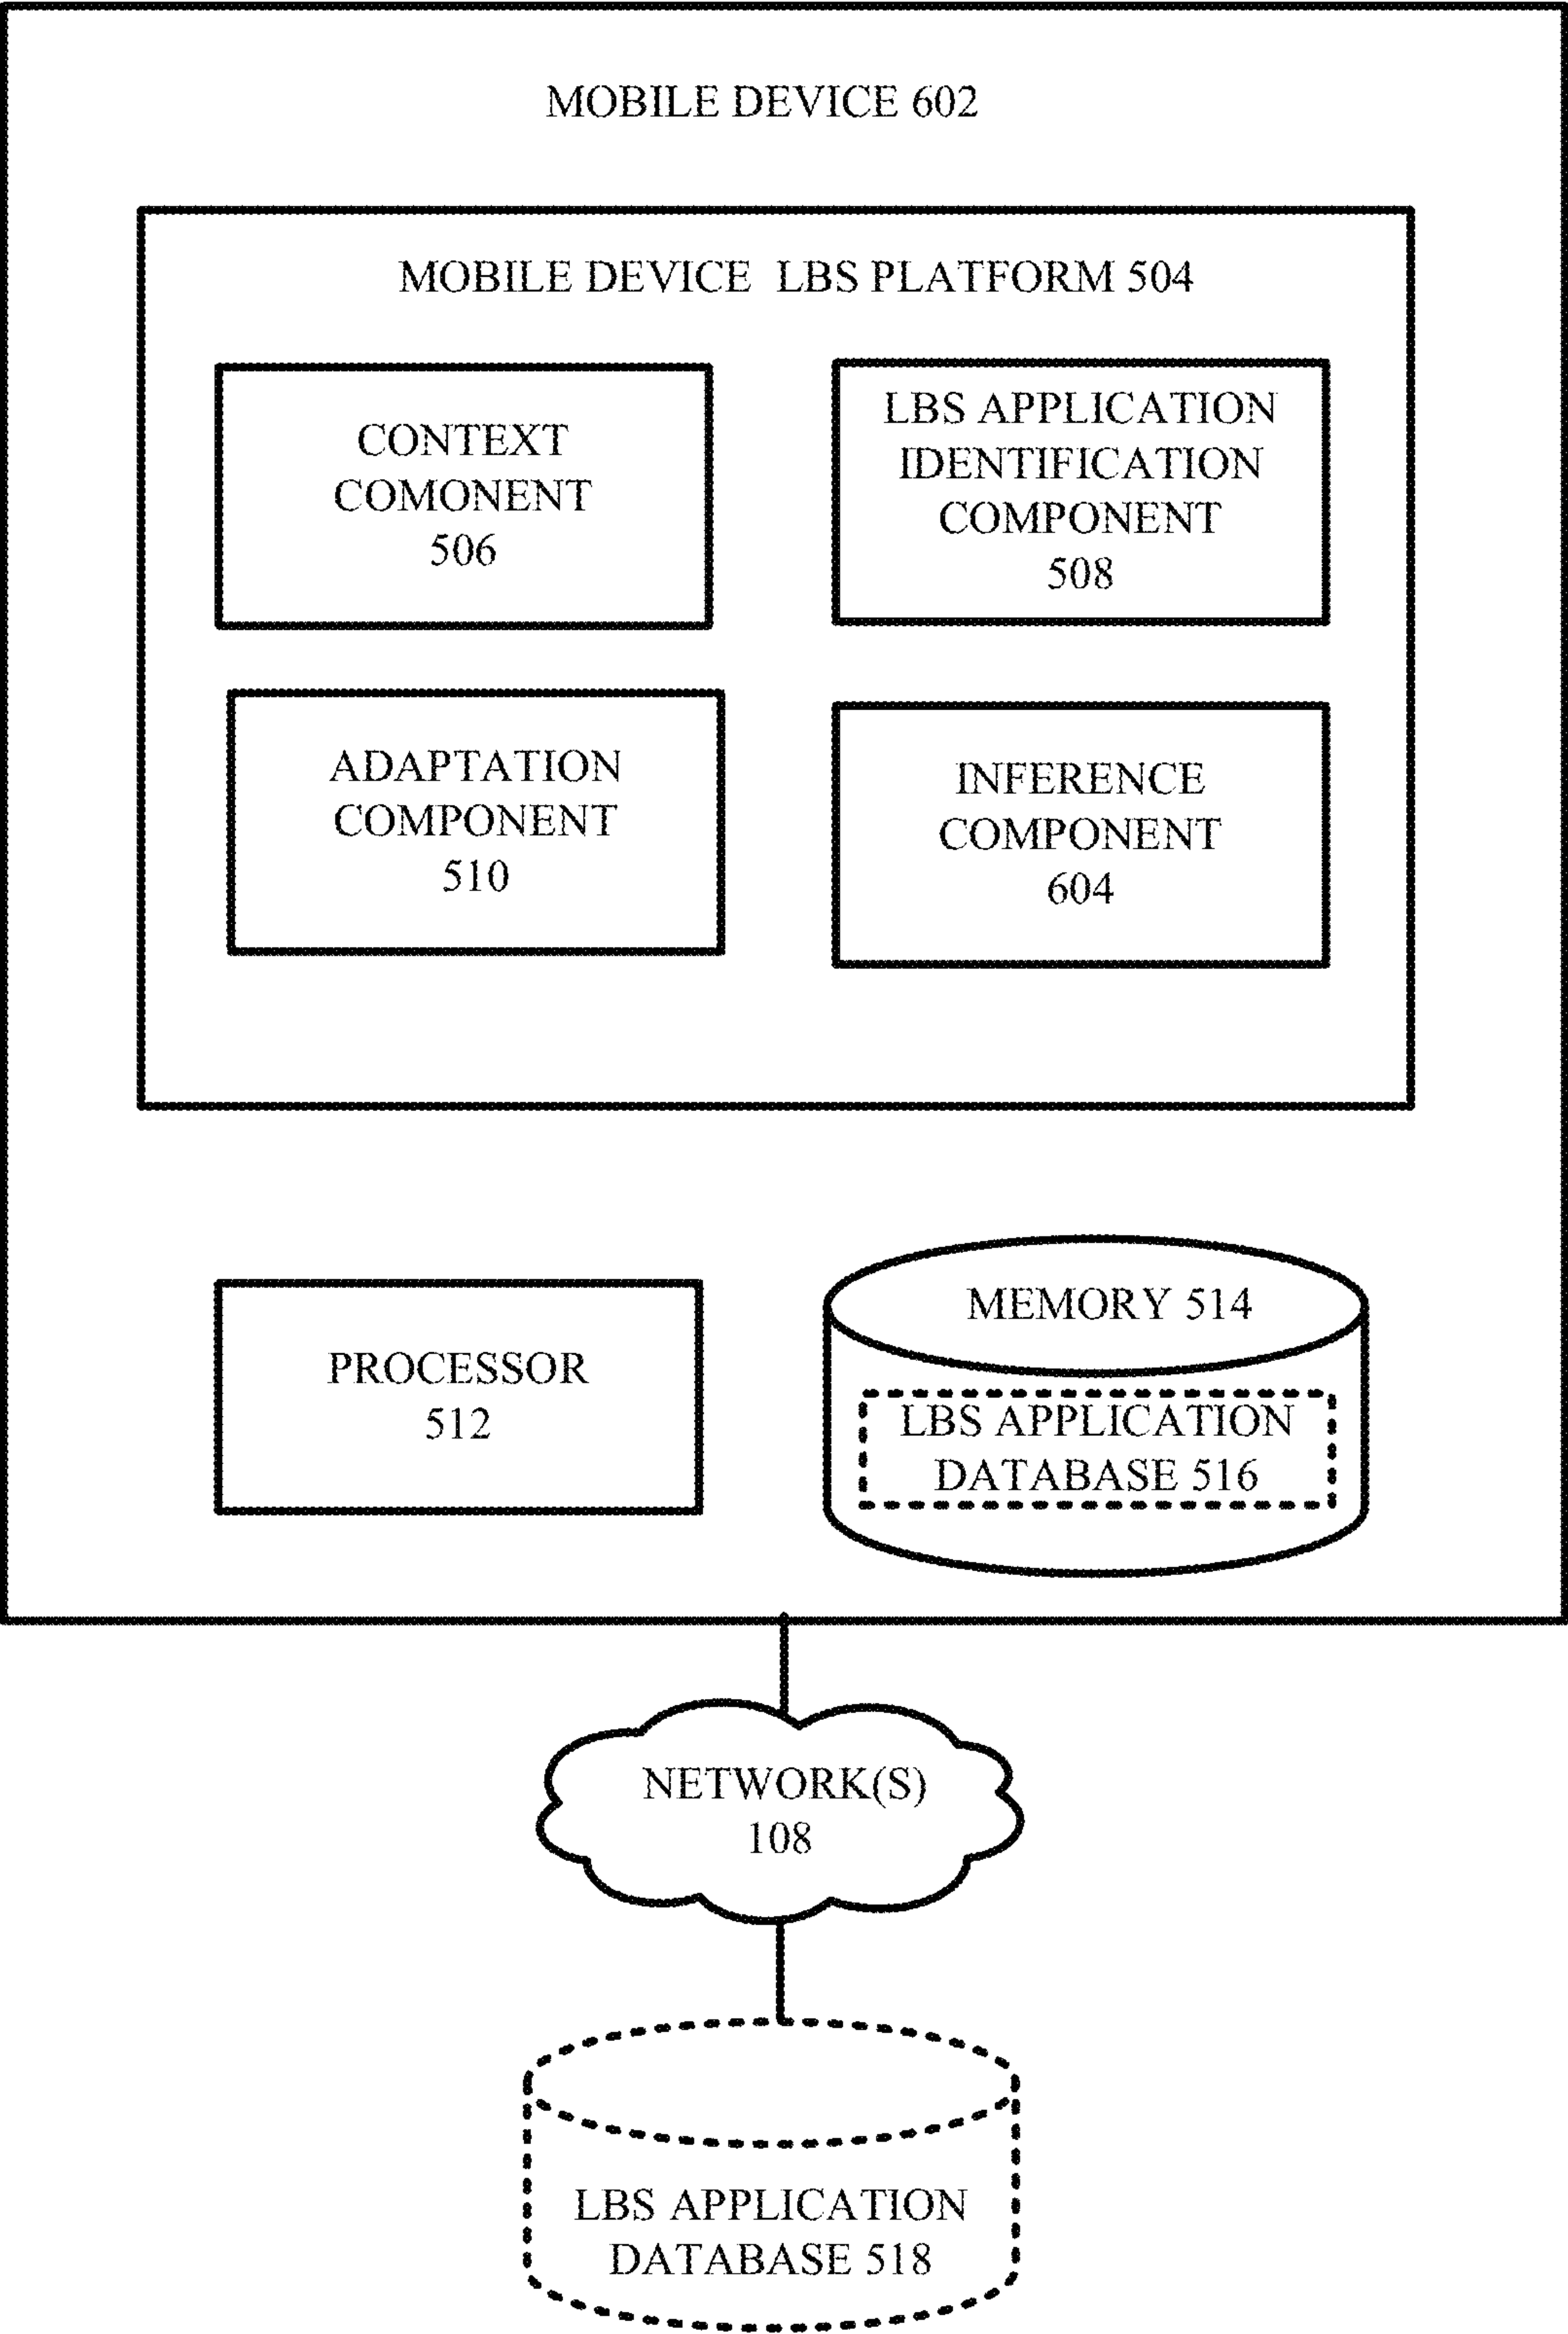 MOBILE DEVICE 602
MOBILE DEVICE LBS PLATFORM 504
CONTEXT
COMONENT
506
LBS APPLICATION
IDENTIFICATION
COMPONENT
508
ADAPTATION
COMPONENT
510
INFERENCE
COMPONENT
604
PROCESSOR
512
MEMORY 514
LBS APPLICATION
DATABASE 516
NETWORK(S)
108
LBS APPLICATION
DATABASE 518